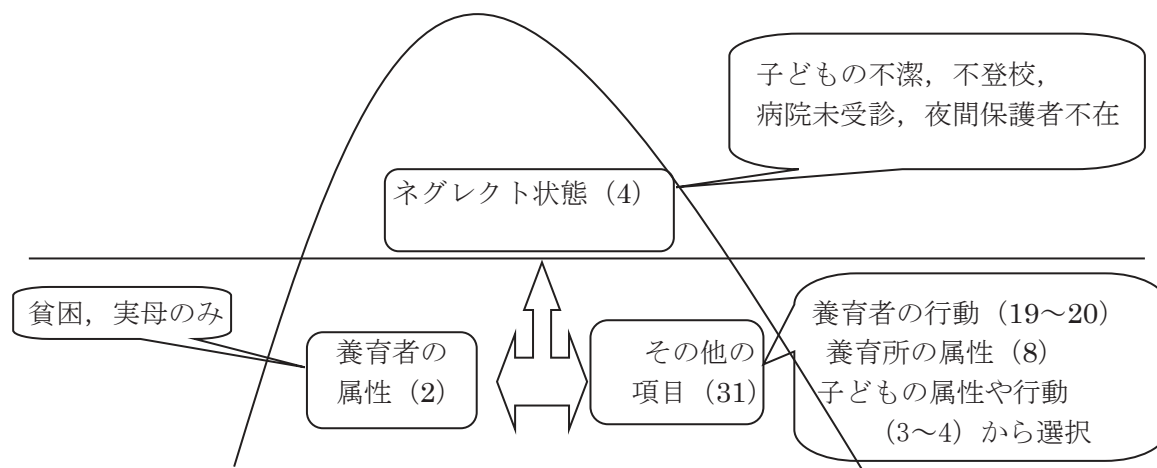 子どもの不潔，不登校，
病院未受診，夜間保護者不在
ネグレクト状態（4）
貧困，実母のみ
養育者の
属性（2）
その他の
項目（31）
養育者の行動（19～20）
養育所の属性（8）
子どもの属性や行動
（3～4）から選択